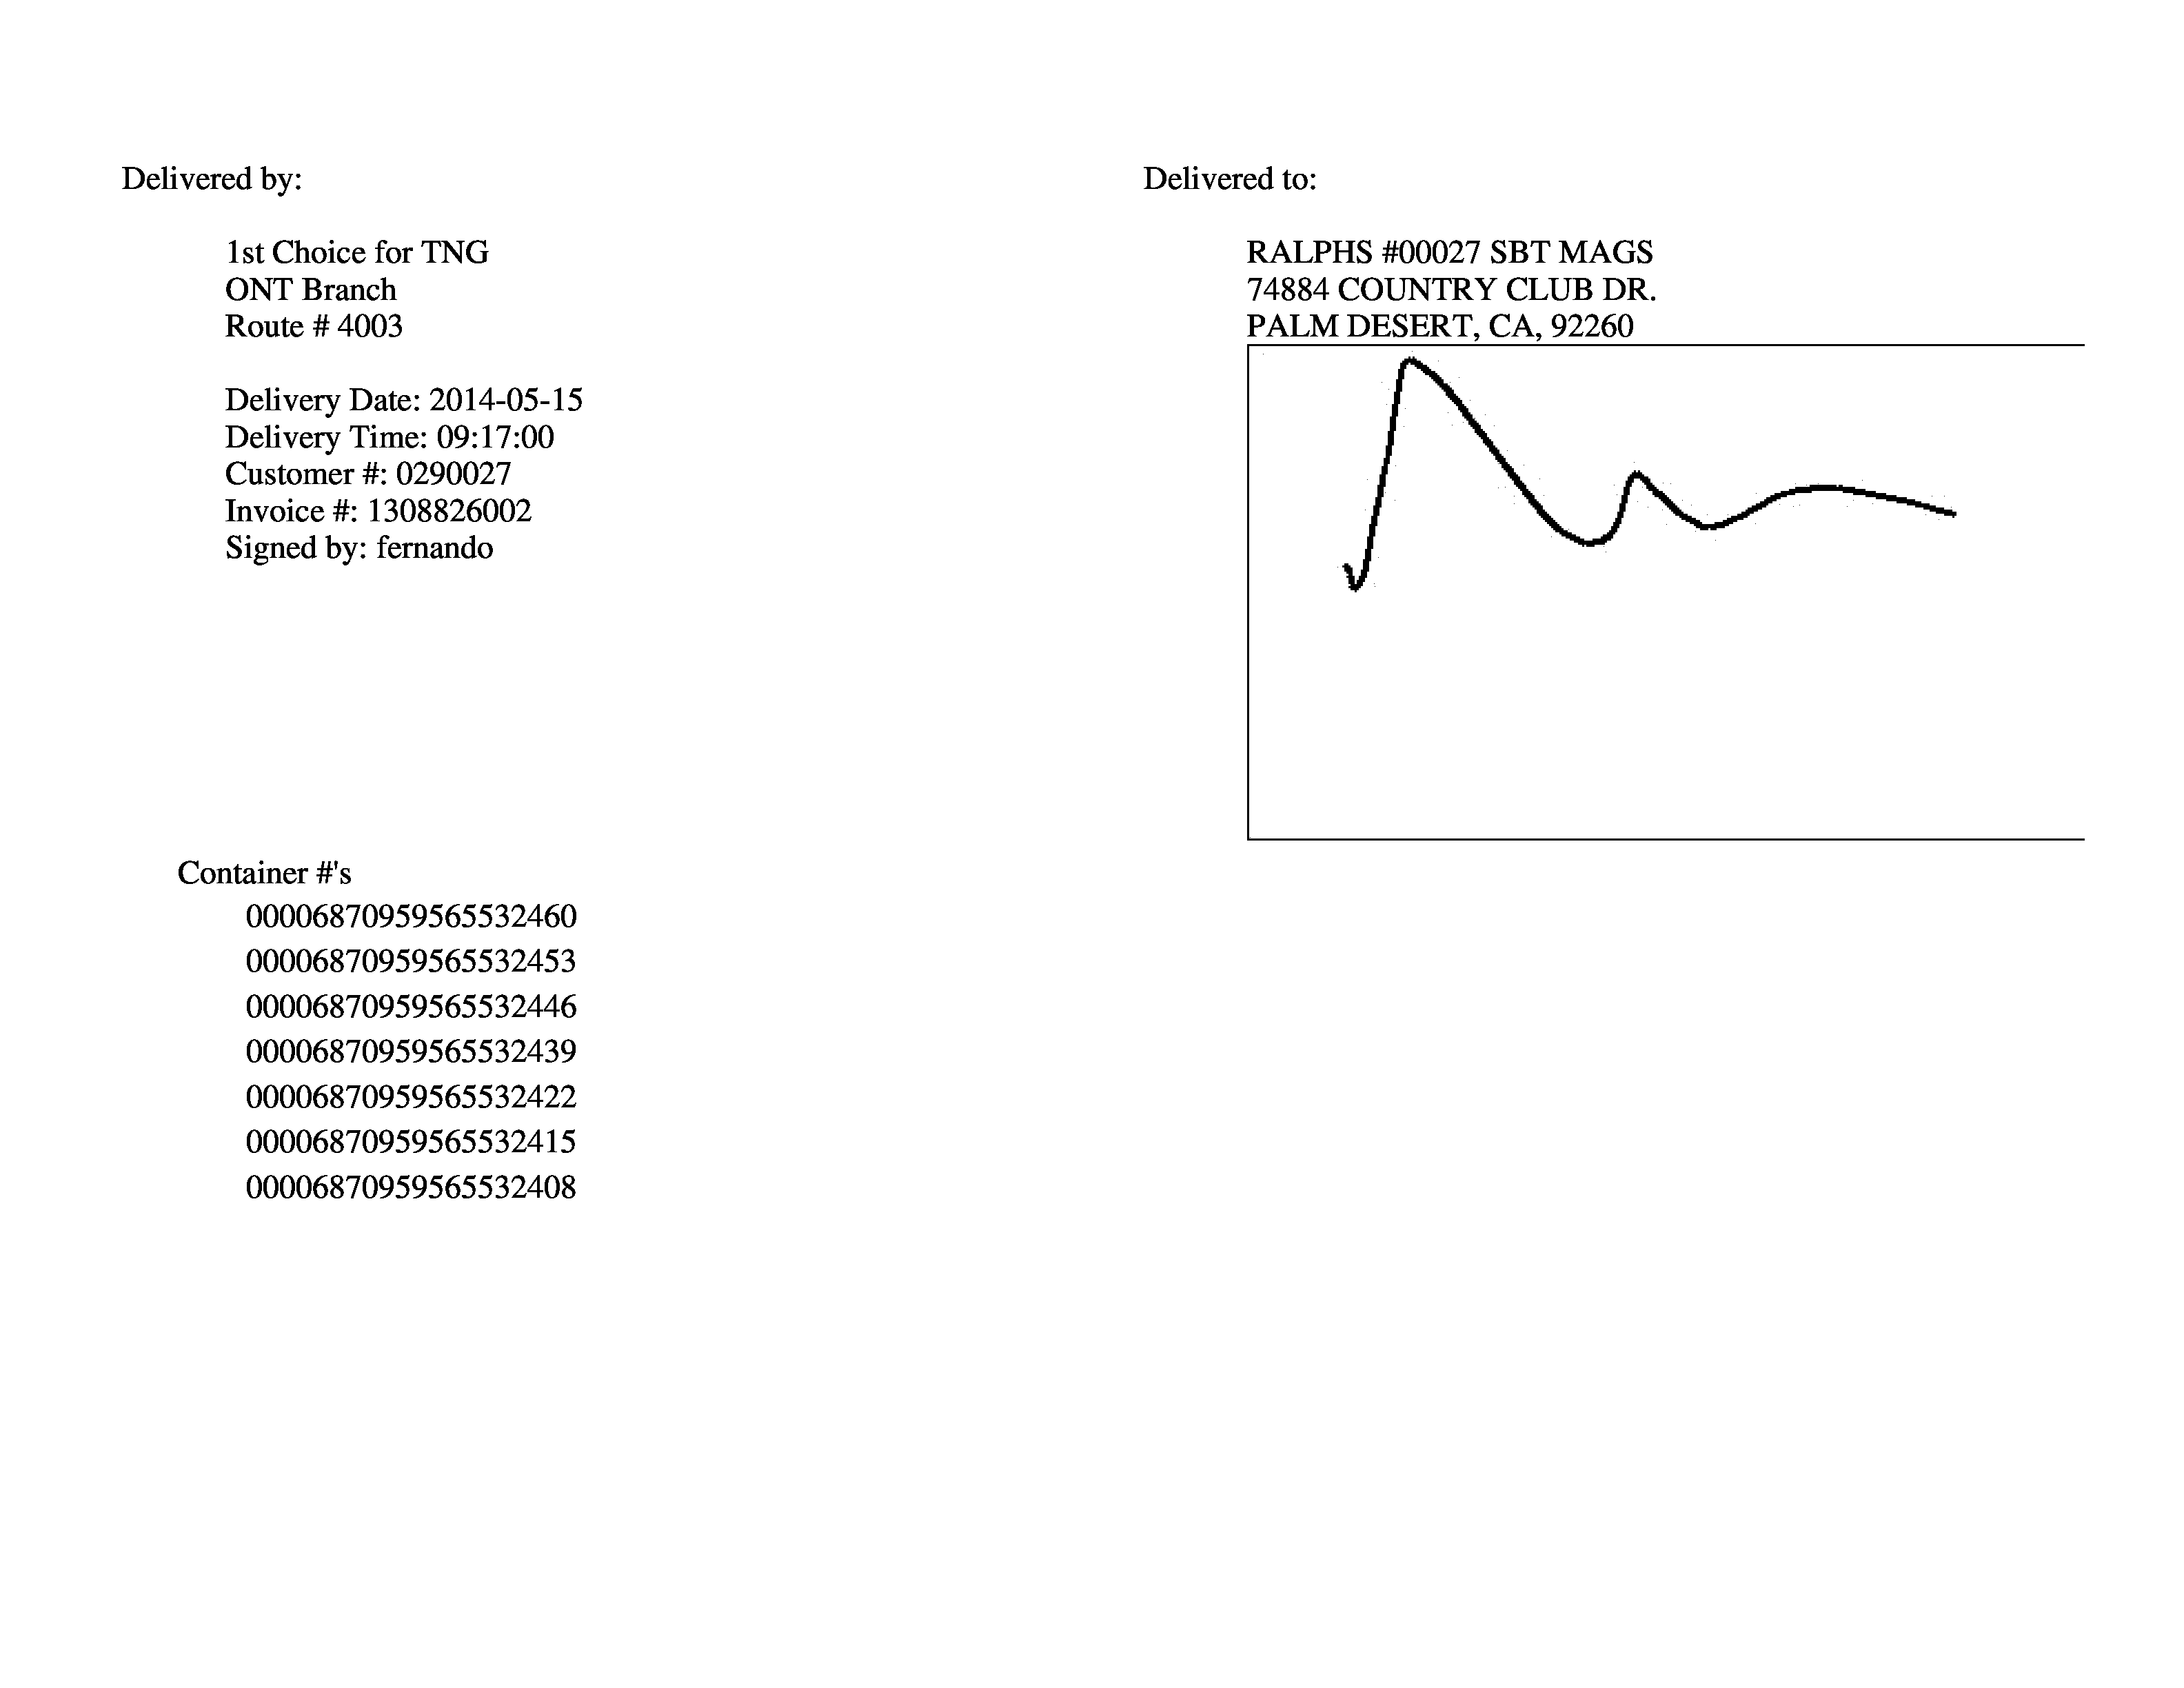 Delivered by:
1st Choice for TNG
ONT Branch
Route # 4003
Delivery Date: 2014-05-15
Delivery Time: 09:17:00
Customer #: 0290027
Invoice #: 1308826002
Signed by: fernando
Delivered to:
RALPHS #00027 SBT MAGS
74884 COUNTRY CLUB DR.
PALM DESERT, CA, 92260
Container #'s
00006870959565532460
00006870959565532453
00006870959565532446
00006870959565532439
00006870959565532422
00006870959565532415
00006870959565532408